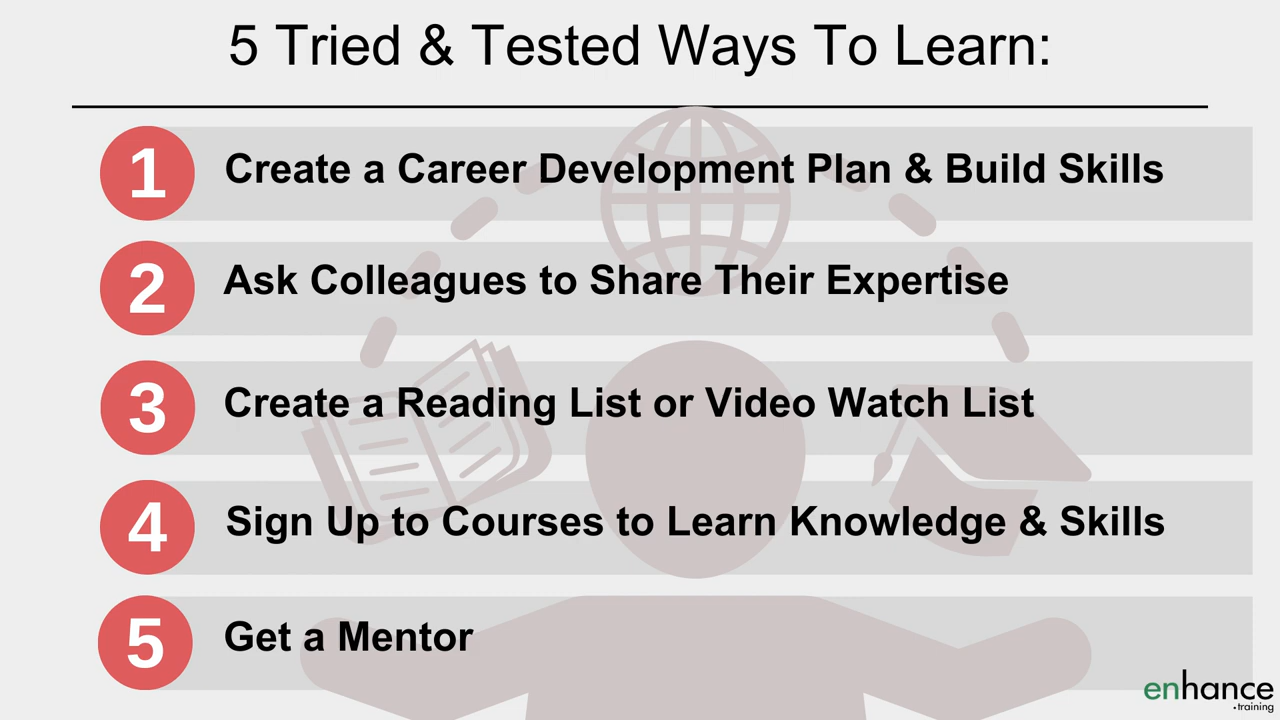 5 Tried & Tested Ways To Learn:
1 Create a Career Development Plan & Build Skills
2 Ask Colleagues to Share Their Expertise
3 Create a Reading List or Video Watch List
4 Sign Up to Courses to Learn Knowledge & Skills
5 Get a Mentor
enhance
.training